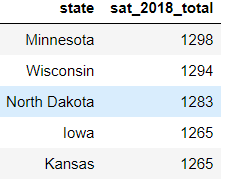 state sat_2018_total
Minnesota 1298
Wisconsin 1294
North Dakota 1283
Iowa 1265
Kansas 1265